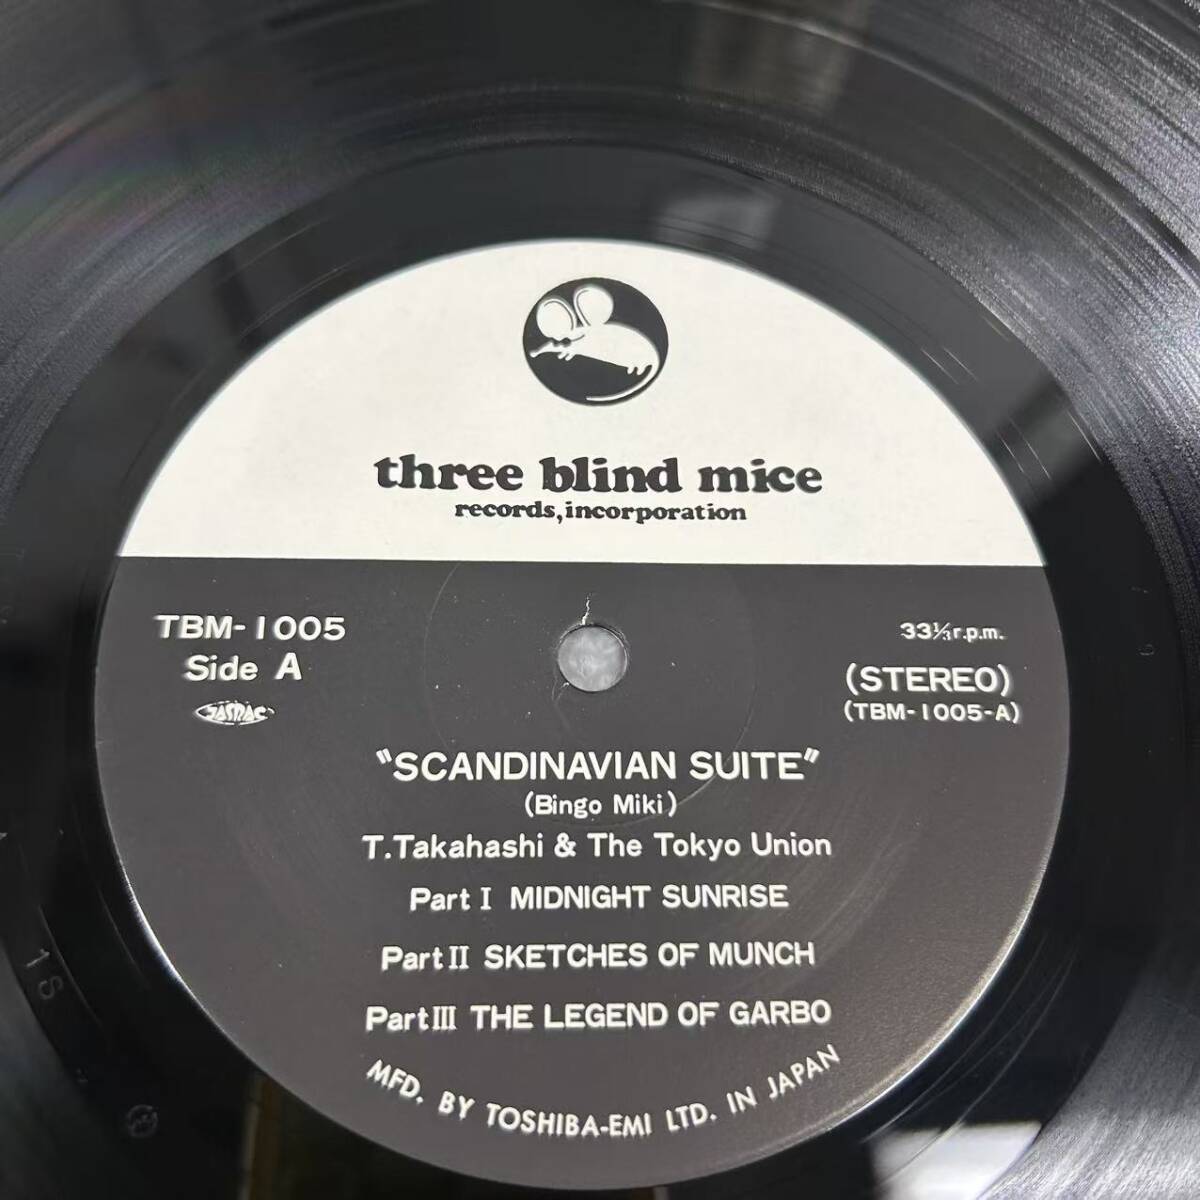 three blind mice
records, incorporation
TBM-1005
Side A
JASRAC
33⅓r.p.m.
(STEREO)
(TBM-1005-A)
"SCANDINAVIAN SUITE"
(Bingo Miki)
T.Takahashi & The Tokyo Union
Part I MIDNIGHT SUNRISE
Part II SKETCHES OF MUNCH
Part III THE LEGEND OF GARBO
MFD. BY TOSHIBA-EMI LTD. IN JAPAN
1S